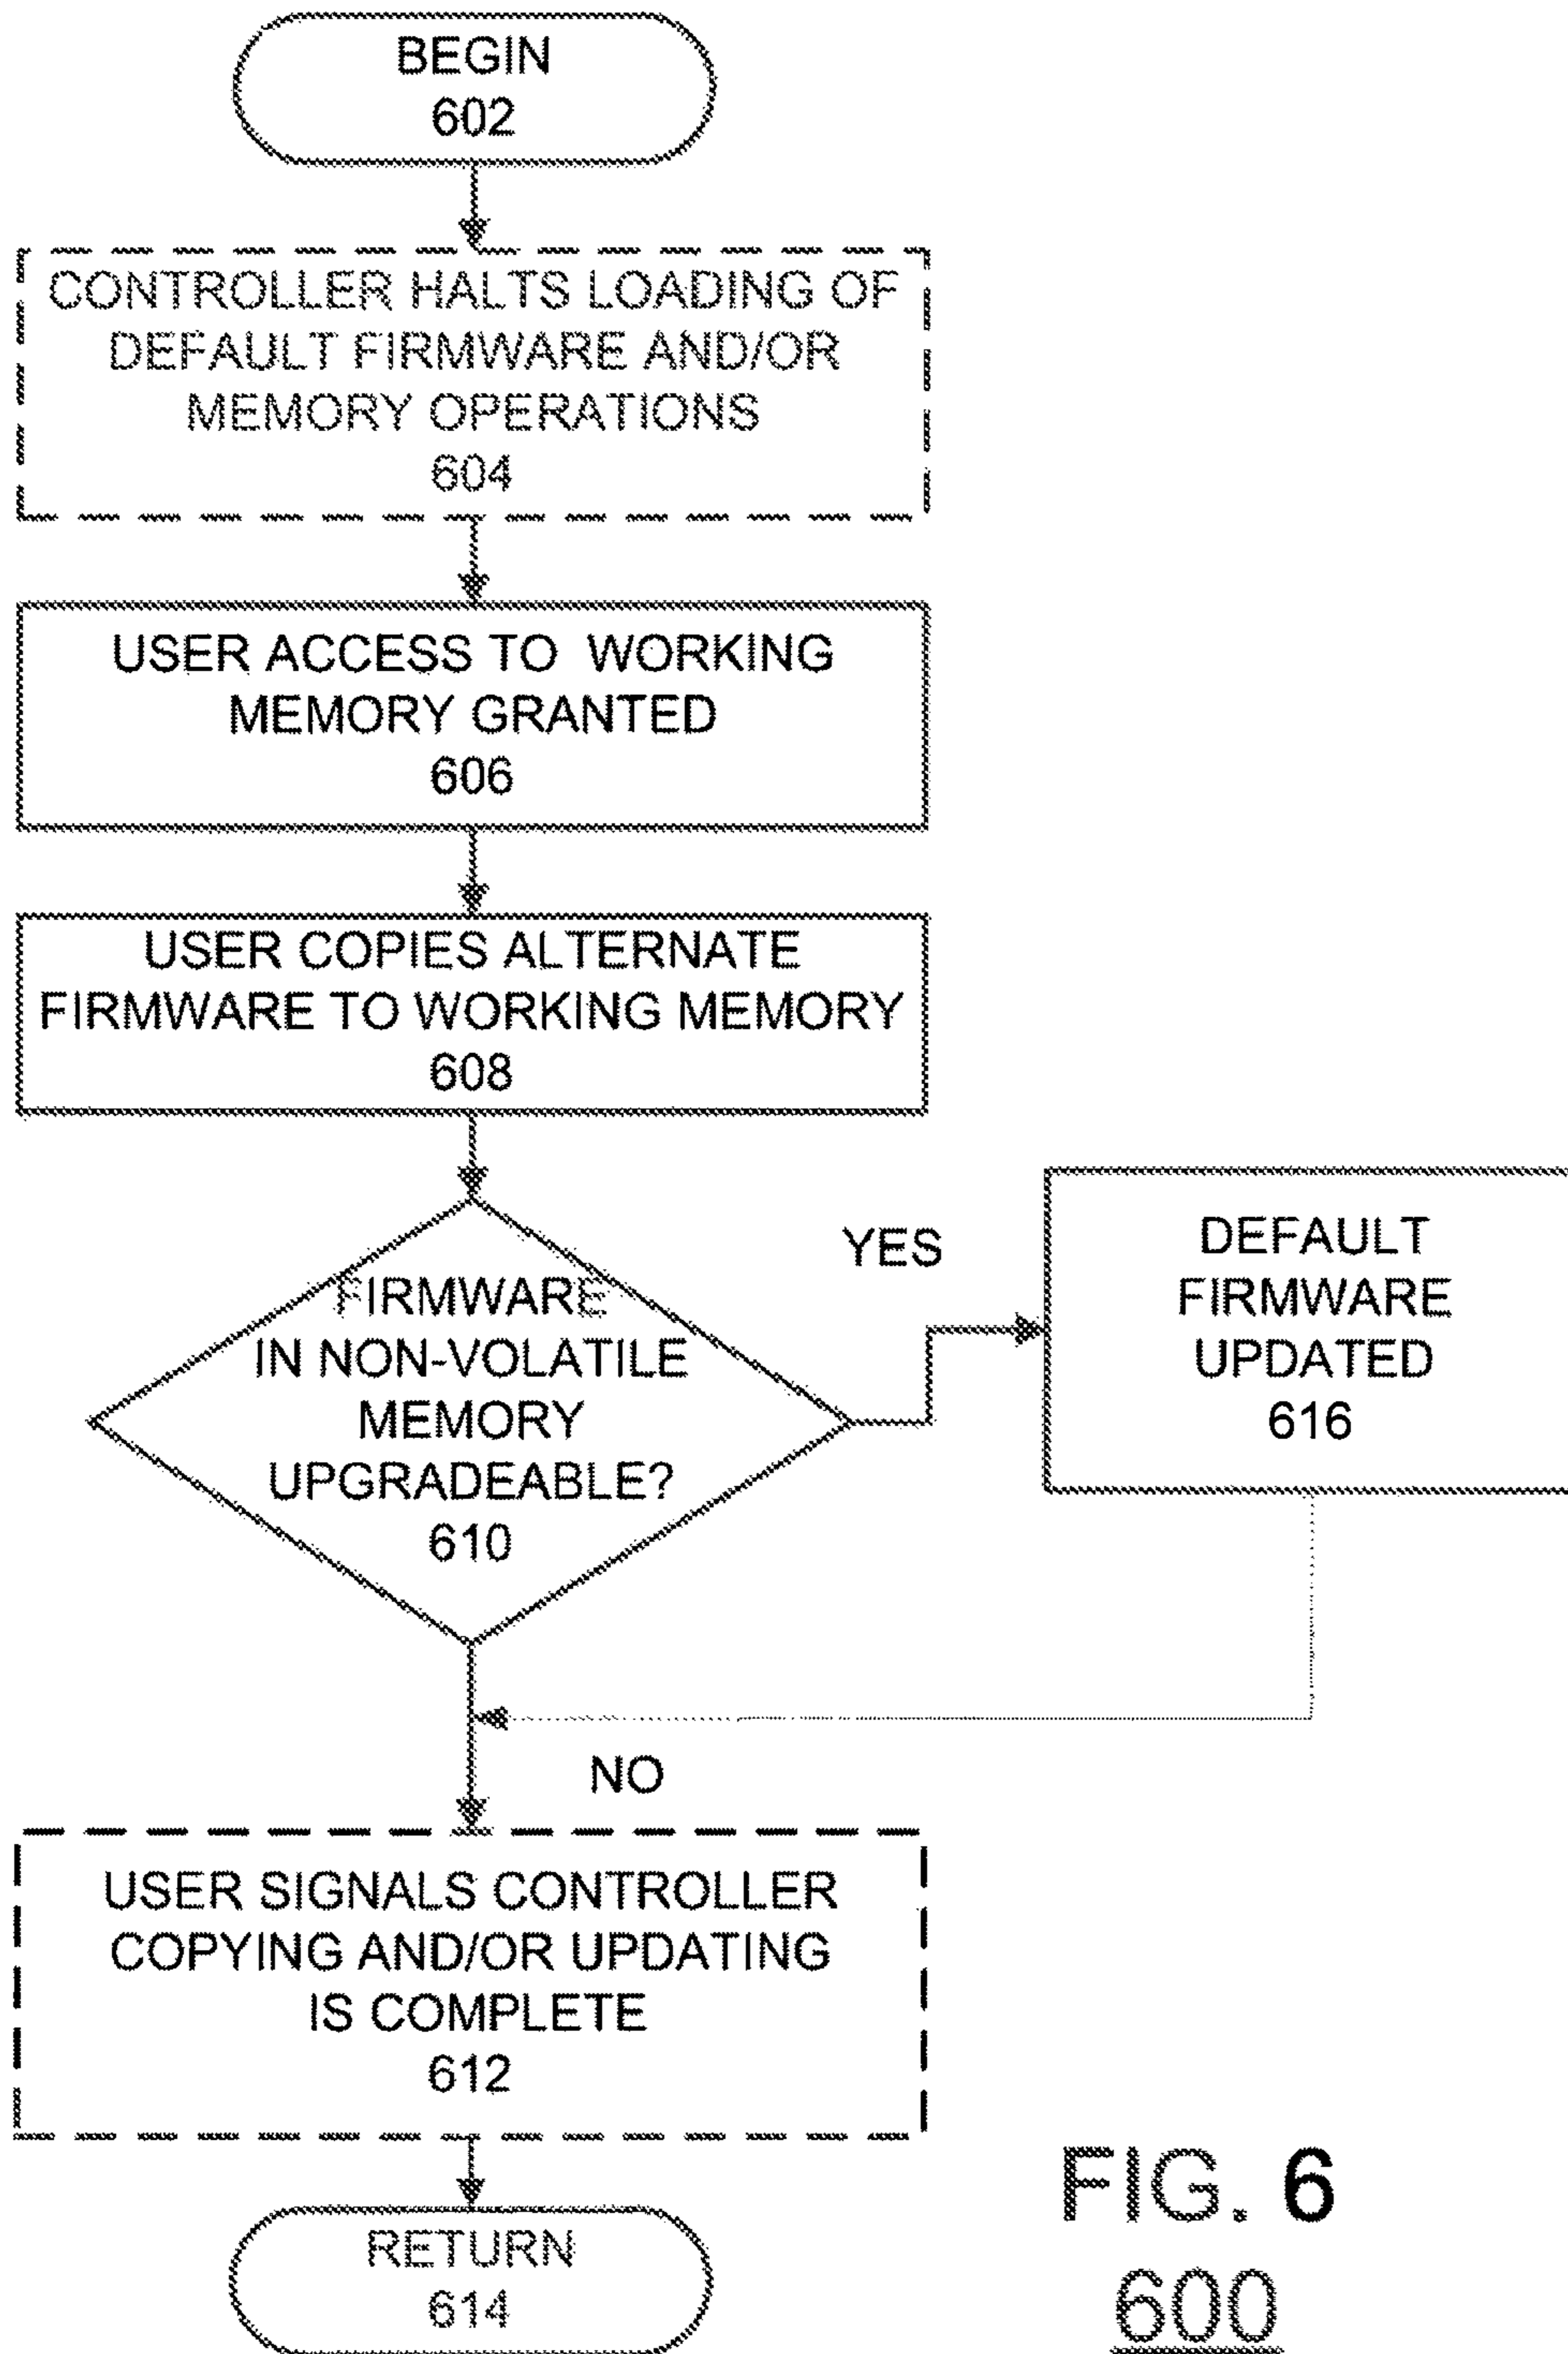 BEGIN
602
CONTROLLER HALTS LOADING OF
DEFAULT FIRMWARE AND/OR
MEMORY OPERATIONS
604
USER ACCESS TO WORKING
MEMORY GRANTED
606
USER COPIES ALTERNATE
FIRMWARE TO WORKING MEMORY
608
FIRMWARE
IN NON-VOLATILE
MEMORY
UPGRADEABLE?
610
YES
DEFAULT
FIRMWARE
UPDATED
616
NO
USER SIGNALS CONTROLLER
COPYING AND/OR UPDATING
IS COMPLETE
612
RETURN
614
FIG. 6
600